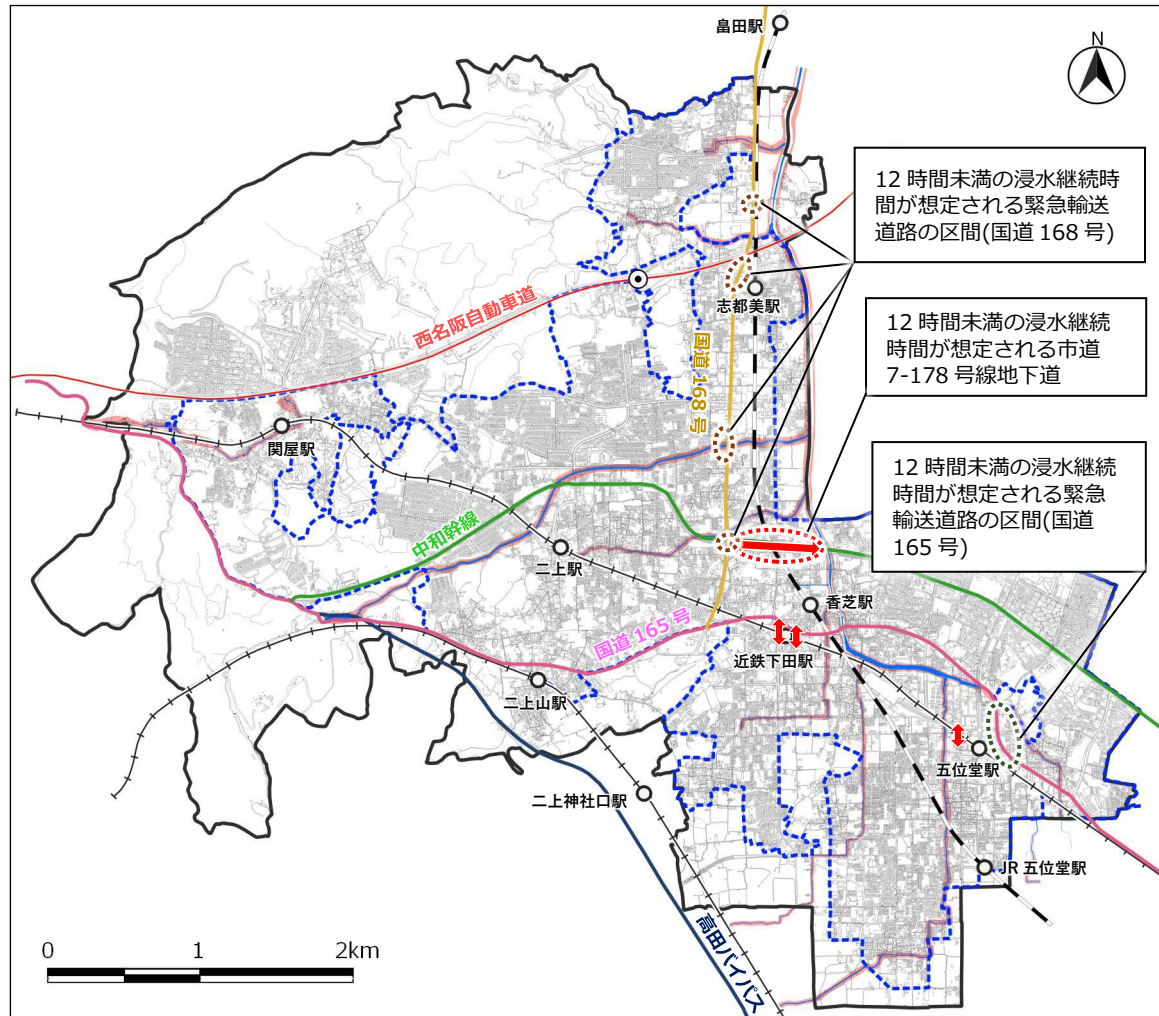 畠田駅
N
12 時間未満の浸水継続時
間が想定される緊急輸送
道路の区間(国道 168 号)
志都美駅
西名阪自動車道
国道 168 号
12 時間未満の浸水継続
時間が想定される市道
7-178 号線地下道
関屋駅
12 時間未満の浸水継続
時間が想定される緊急
輸送道路の区間(国道
165 号)
中和幹線
二上駅
香芝駅
国道 165 号
近鉄下田駅
二上山駅
五位堂駅
二上神社口駅
JR 五位堂駅
高田バイパス
0 1 2km